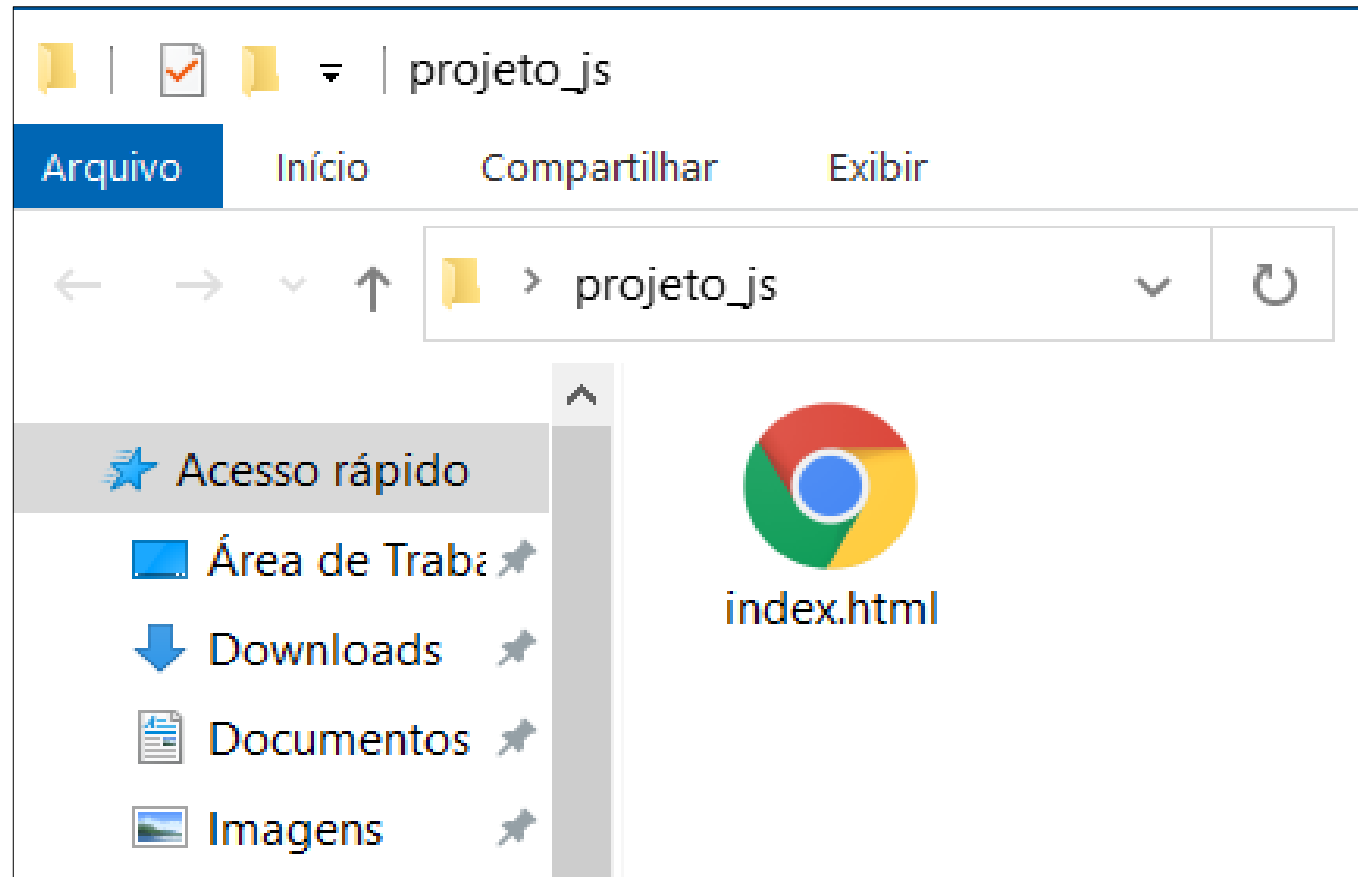 projeto_js
Arquivo Início Compartilhar Exibir
projeto_js
Acesso rápido
Área de Traba
Downloads
Documentos
Imagens
index.html